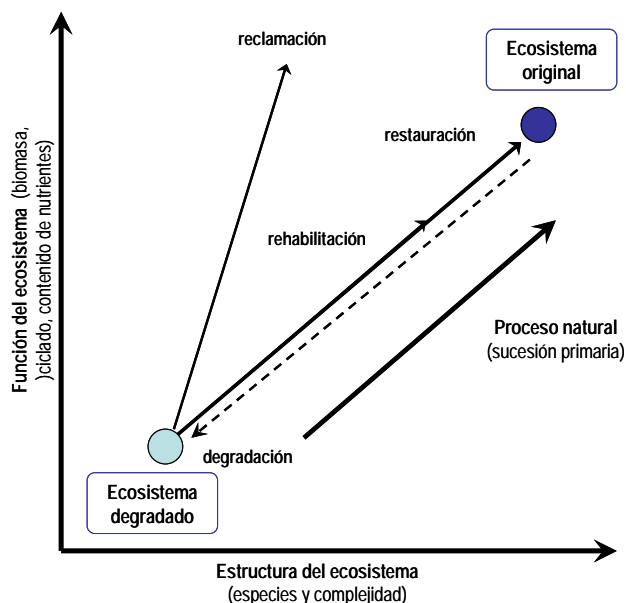 reclamación
Ecosistema
original
restauración
rehabilitación
Función del ecosistema (biomasa,
)ciclado, contenido de nutrientes)
Proceso natural
(sucesión primaria)
degradación
Ecosistema
degradado
Estructura del ecosistema
(especies y complejidad)